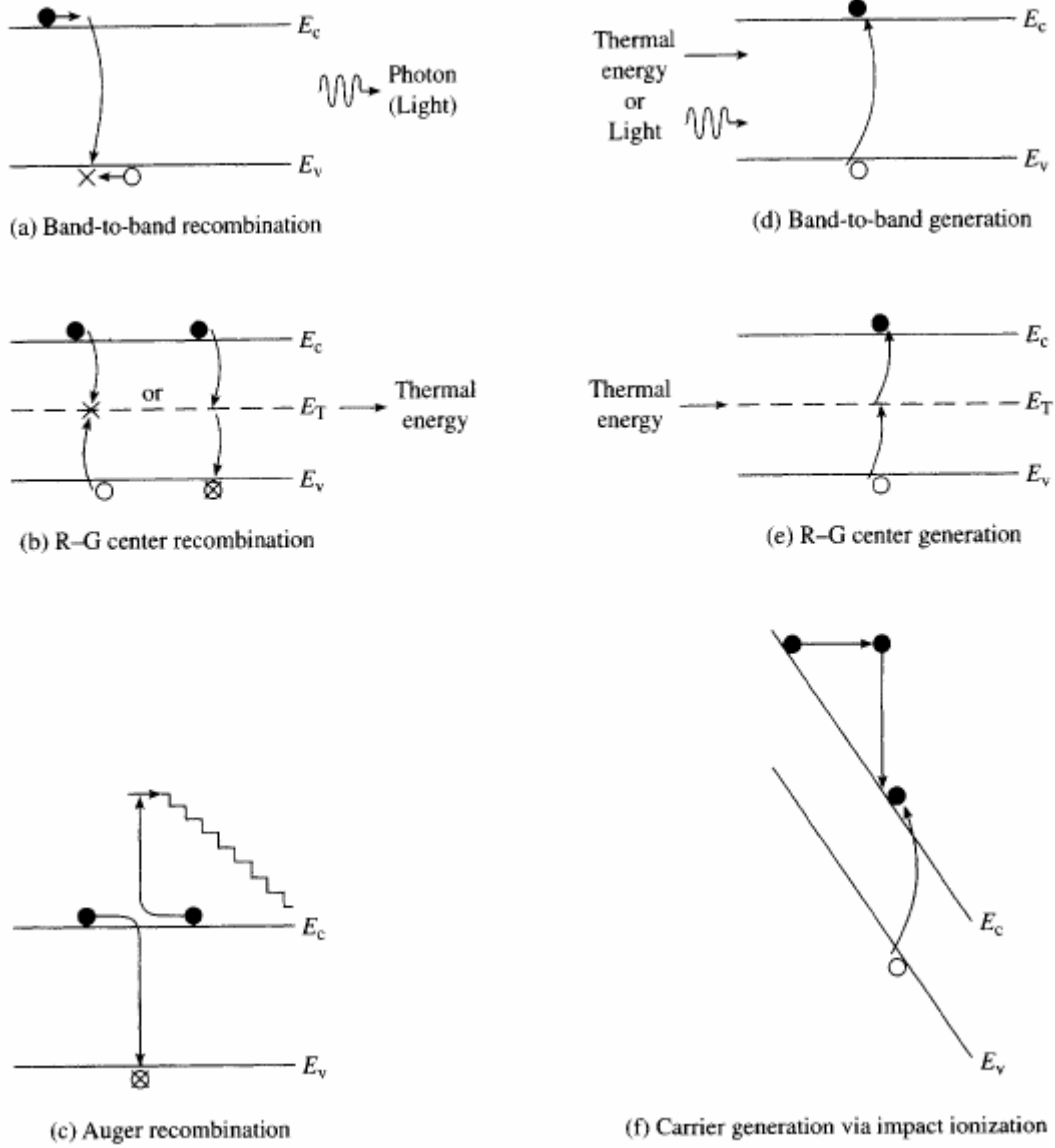 E_c
Photon
(Light)
E_v
(a) Band-to-band recombination
E_c
Thermal
energy
or
Light
E_v
(d) Band-to-band generation
E_c
or
E_T
Thermal
energy
E_v
(b) R–G center recombination
E_c
Thermal
energy
E_T
E_v
(e) R–G center generation
E_c
E_v
(c) Auger recombination
E_c
E_v
(f) Carrier generation via impact ionization